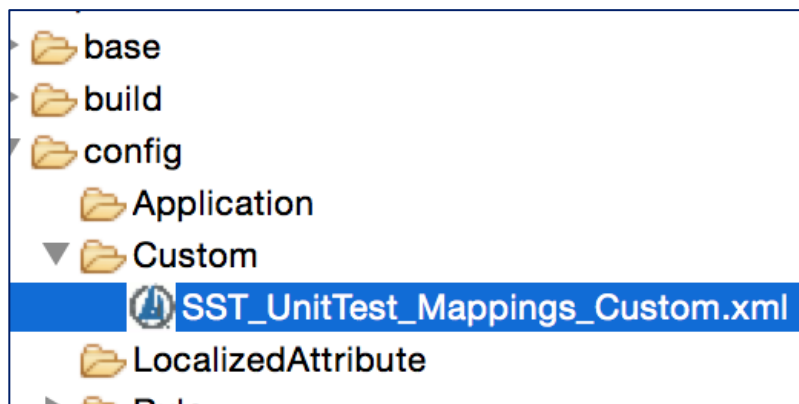 base
build
config
Application
Custom
SST_UnitTest_Mappings_Custom.xml
LocalizedAttribute